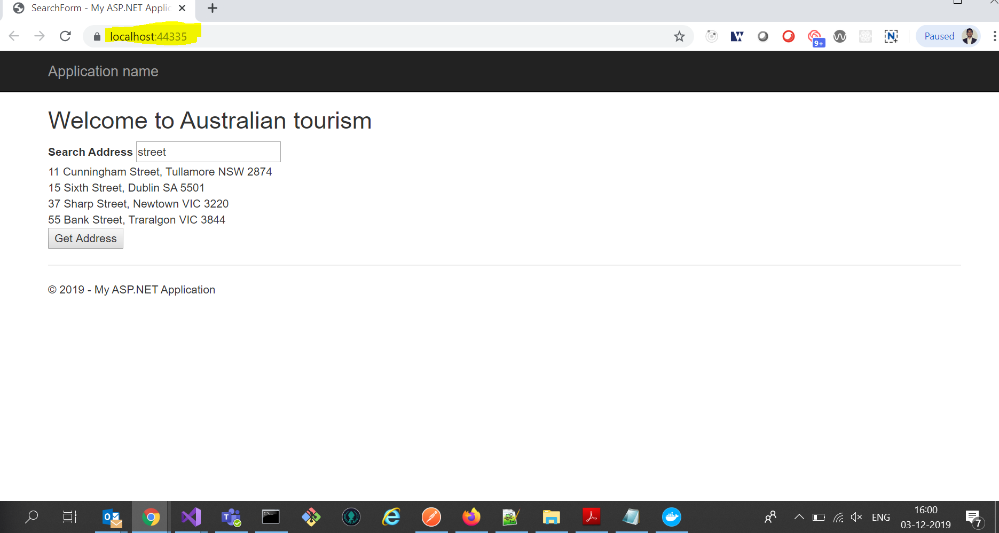 SearchForm - My ASP.NET Applic
localhost:44335
9+
Paused
Application name
Welcome to Australian tourism
Search Address street
11 Cunningham Street, Tullamore NSW 2874
15 Sixth Street, Dublin SA 5501
37 Sharp Street, Newtown VIC 3220
55 Bank Street, Traralgon VIC 3844
Get Address
© 2019 - My ASP.NET Application
ENG
16:00
03-12-2019
7